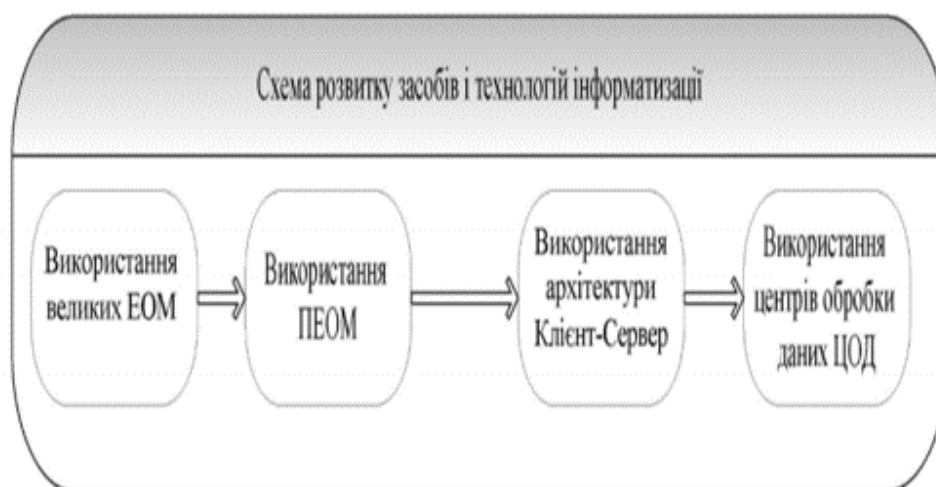 Схема розвитку засобів і технологій інформатизації
Використання
великих ЕОМ
Використання
ПЕОМ
Використання
архітектури
Клієнт-Сервер
Використання
центрів обробки
даних ЦОД